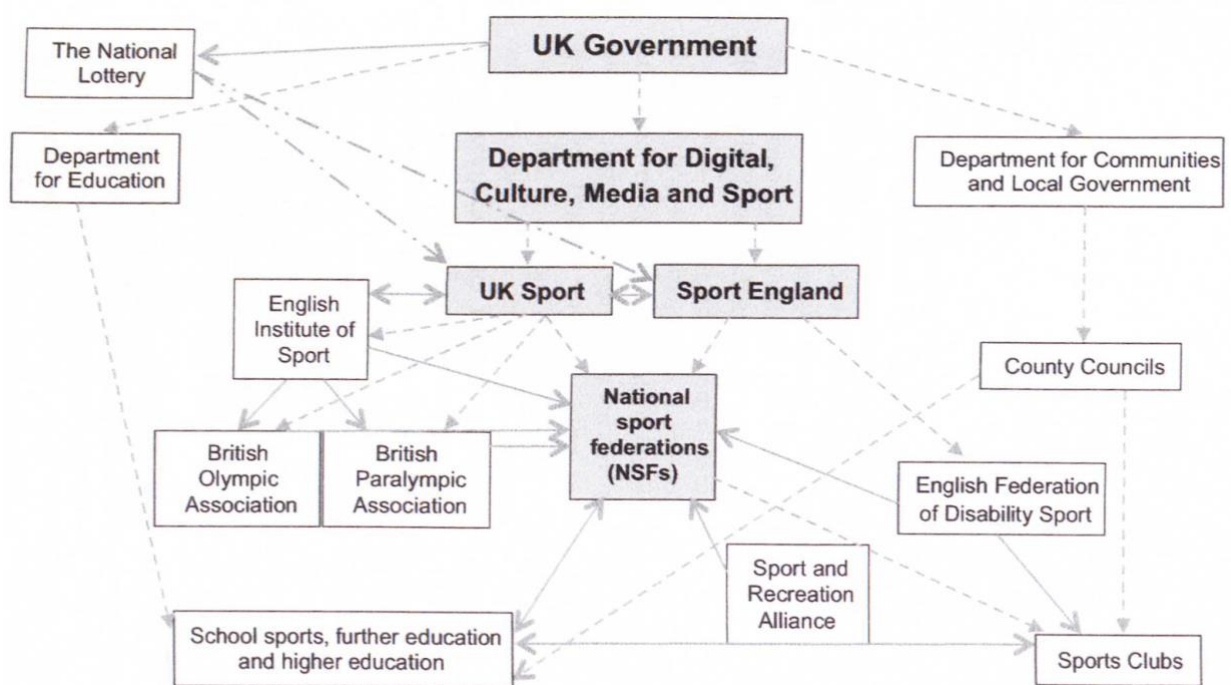 UK Government
The National
Lottery
Department
for Education
Department for Digital,
Culture, Media and Sport
Department for Communities
and Local Government
UK Sport
Sport England
English
Institute of
Sport
County Councils
National
sport
federations
(NSFs)
British
Olympic
Association
British
Paralympic
Association
English Federation
of Disability Sport
Sport and
Recreation
Alliance
School sports, further education
and higher education
Sports Clubs